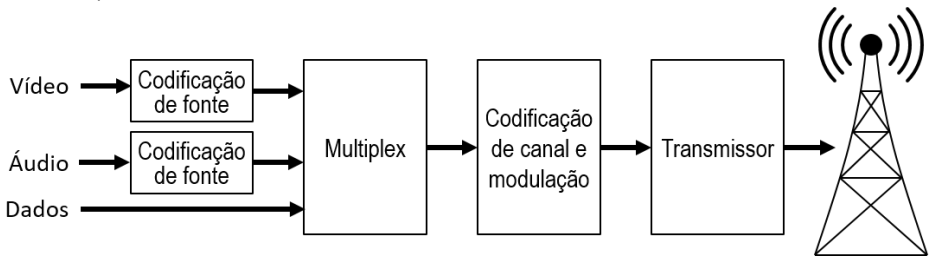 Vídeo
Codificação
de fonte
Áudio
Codificação
de fonte
Dados
Multiplex
Codificação
de canal e
modulação
Transmissor